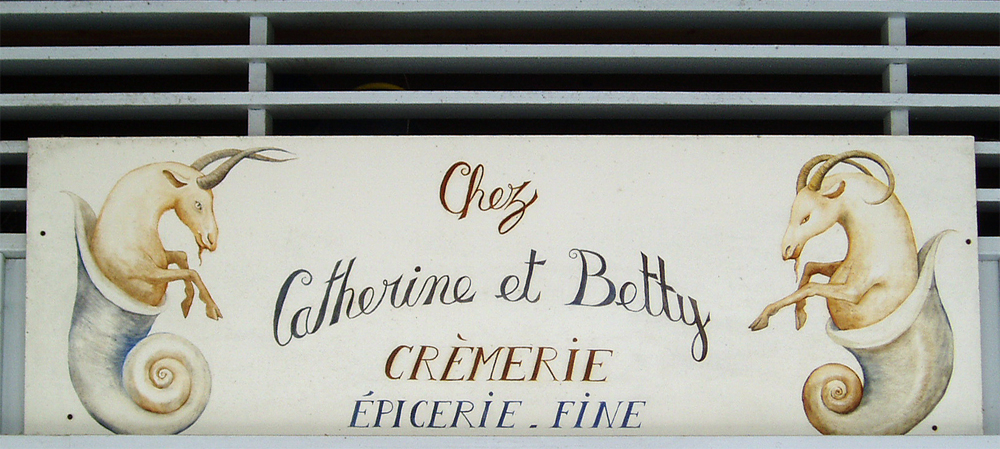 Chez
Catherine et Betty
CRÈMERIE
ÉPICERIE - FINE